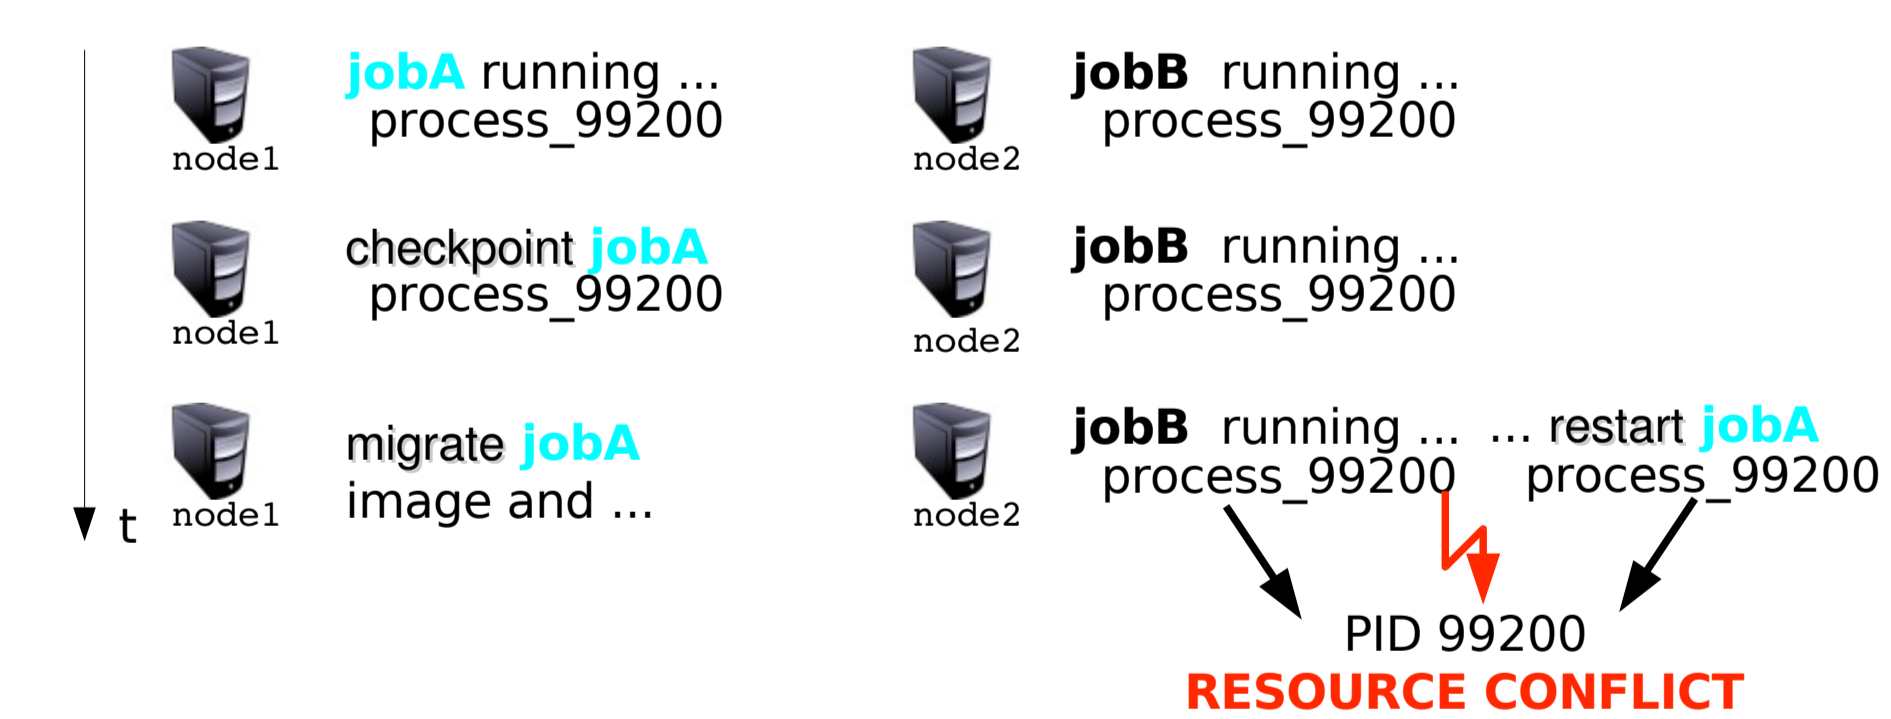 jobA running ...
process_99200
node1
jobB running ...
process_99200
node2
checkpoint jobA
process_99200
node1
jobB running ...
process_99200
node2
migrate jobA
image and ...
node1
jobB running ... ... restart jobA
process_99200 process_99200
node2
t
PID 99200
RESOURCE CONFLICT